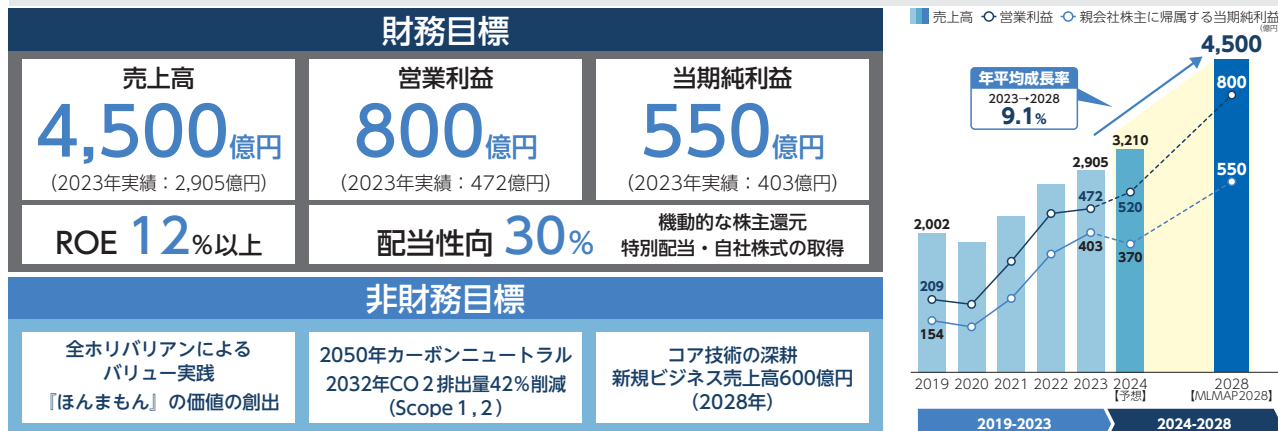 財務目標
売上高
4,500億円
(2023年実績：2,905億円)
営業利益
800億円
(2023年実績：472億円)
当期純利益
550億円
(2023年実績：403億円)
ROE 12%以上
配当性向 30%
機動的な株主還元
特別配当・自社株式の取得
非財務目標
全ホリバリアンによる
バリュー実践
『ほんまもん』の価値の創出
2050年カーボンニュートラル
2032年CO2排出量42%削減
(Scope1,2)
コア技術の深耕
新規ビジネス売上高600億円
(2028年)
売上高 営業利益 親会社株主に帰属する当期純利益
(億円)
4,500
年平均成長率
2023→2028
9.1%
800
3,210
2,905
550
472
520
2,002
403
370
209
154
2019 2020 2021 2022 2023 2024 2028
【予想】 【MLMAP2028】
2019-2023 2024-2028